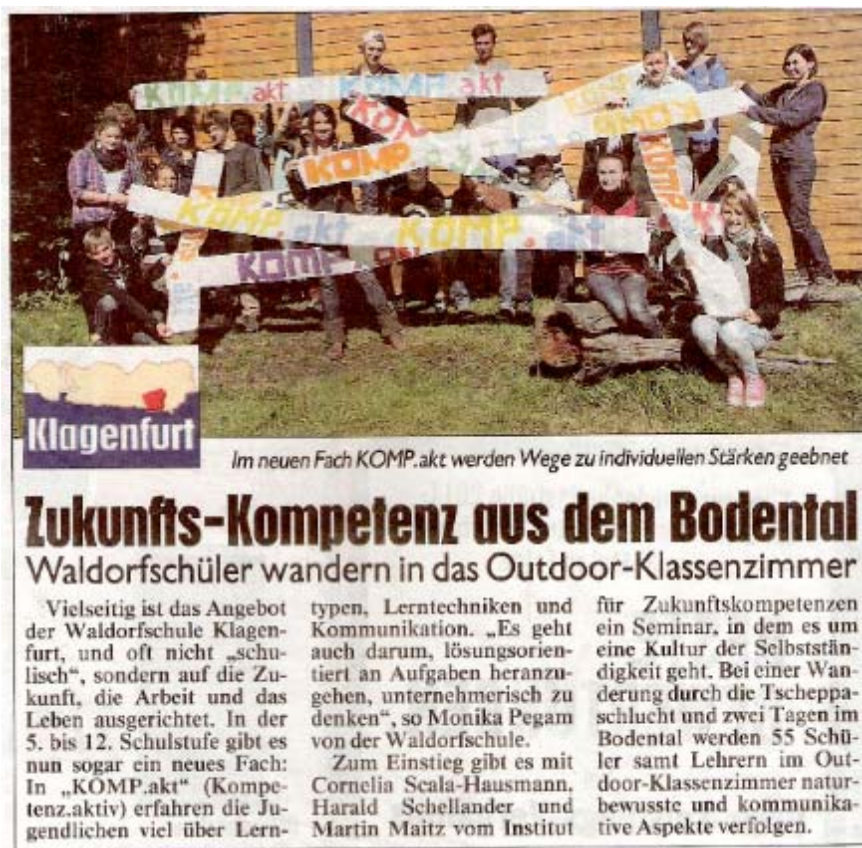 KOMP.akt KOMP.akt
KOMP
KOMP
KOMP
KOMP
KOMP
KOMP.akt KOMP.akt
KOMP.
Klagenfurt
Im neuen Fach KOMP.akt werden Wege zu individuellen Stärken geebnet
Zukunfts-Kompetenz aus dem Bodental
Waldorfschüler wandern in das Outdoor-Klassenzimmer
Vielseitig ist das Angebot
der Waldorfschule Klagen-
furt, und oft nicht „schu-
lisch“, sondern auf die Zu-
kunft, die Arbeit und das
Leben ausgerichtet. In der
5. bis 12. Schulstufe gibt es
nun sogar ein neues Fach:
In „KOMP.akt“ (Kompe-
tenz.aktiv) erfahren die Ju-
gendlichen viel über Lern-
typen, Lerntechniken und
Kommunikation. „Es geht
auch darum, lösungsorien-
tiert an Aufgaben heranzu-
gehen, unternehmerisch zu
denken“, so Monika Pegam
von der Waldorfschule.
Zum Einstieg gibt es mit
Cornelia Scala-Hausmann,
Harald Schellander und
Martin Maitz vom Institut
für Zukunftskompetenzen
ein Seminar, in dem es um
eine Kultur der Selbststän-
digkeit geht. Bei einer Wan-
derung durch die Tscheppa-
schlucht und zwei Tagen im
Bodental werden 55 Schü-
ler samt Lehrern im Out-
door-Klassenzimmer natur-
bewusste und kommunika-
tive Aspekte verfolgen.